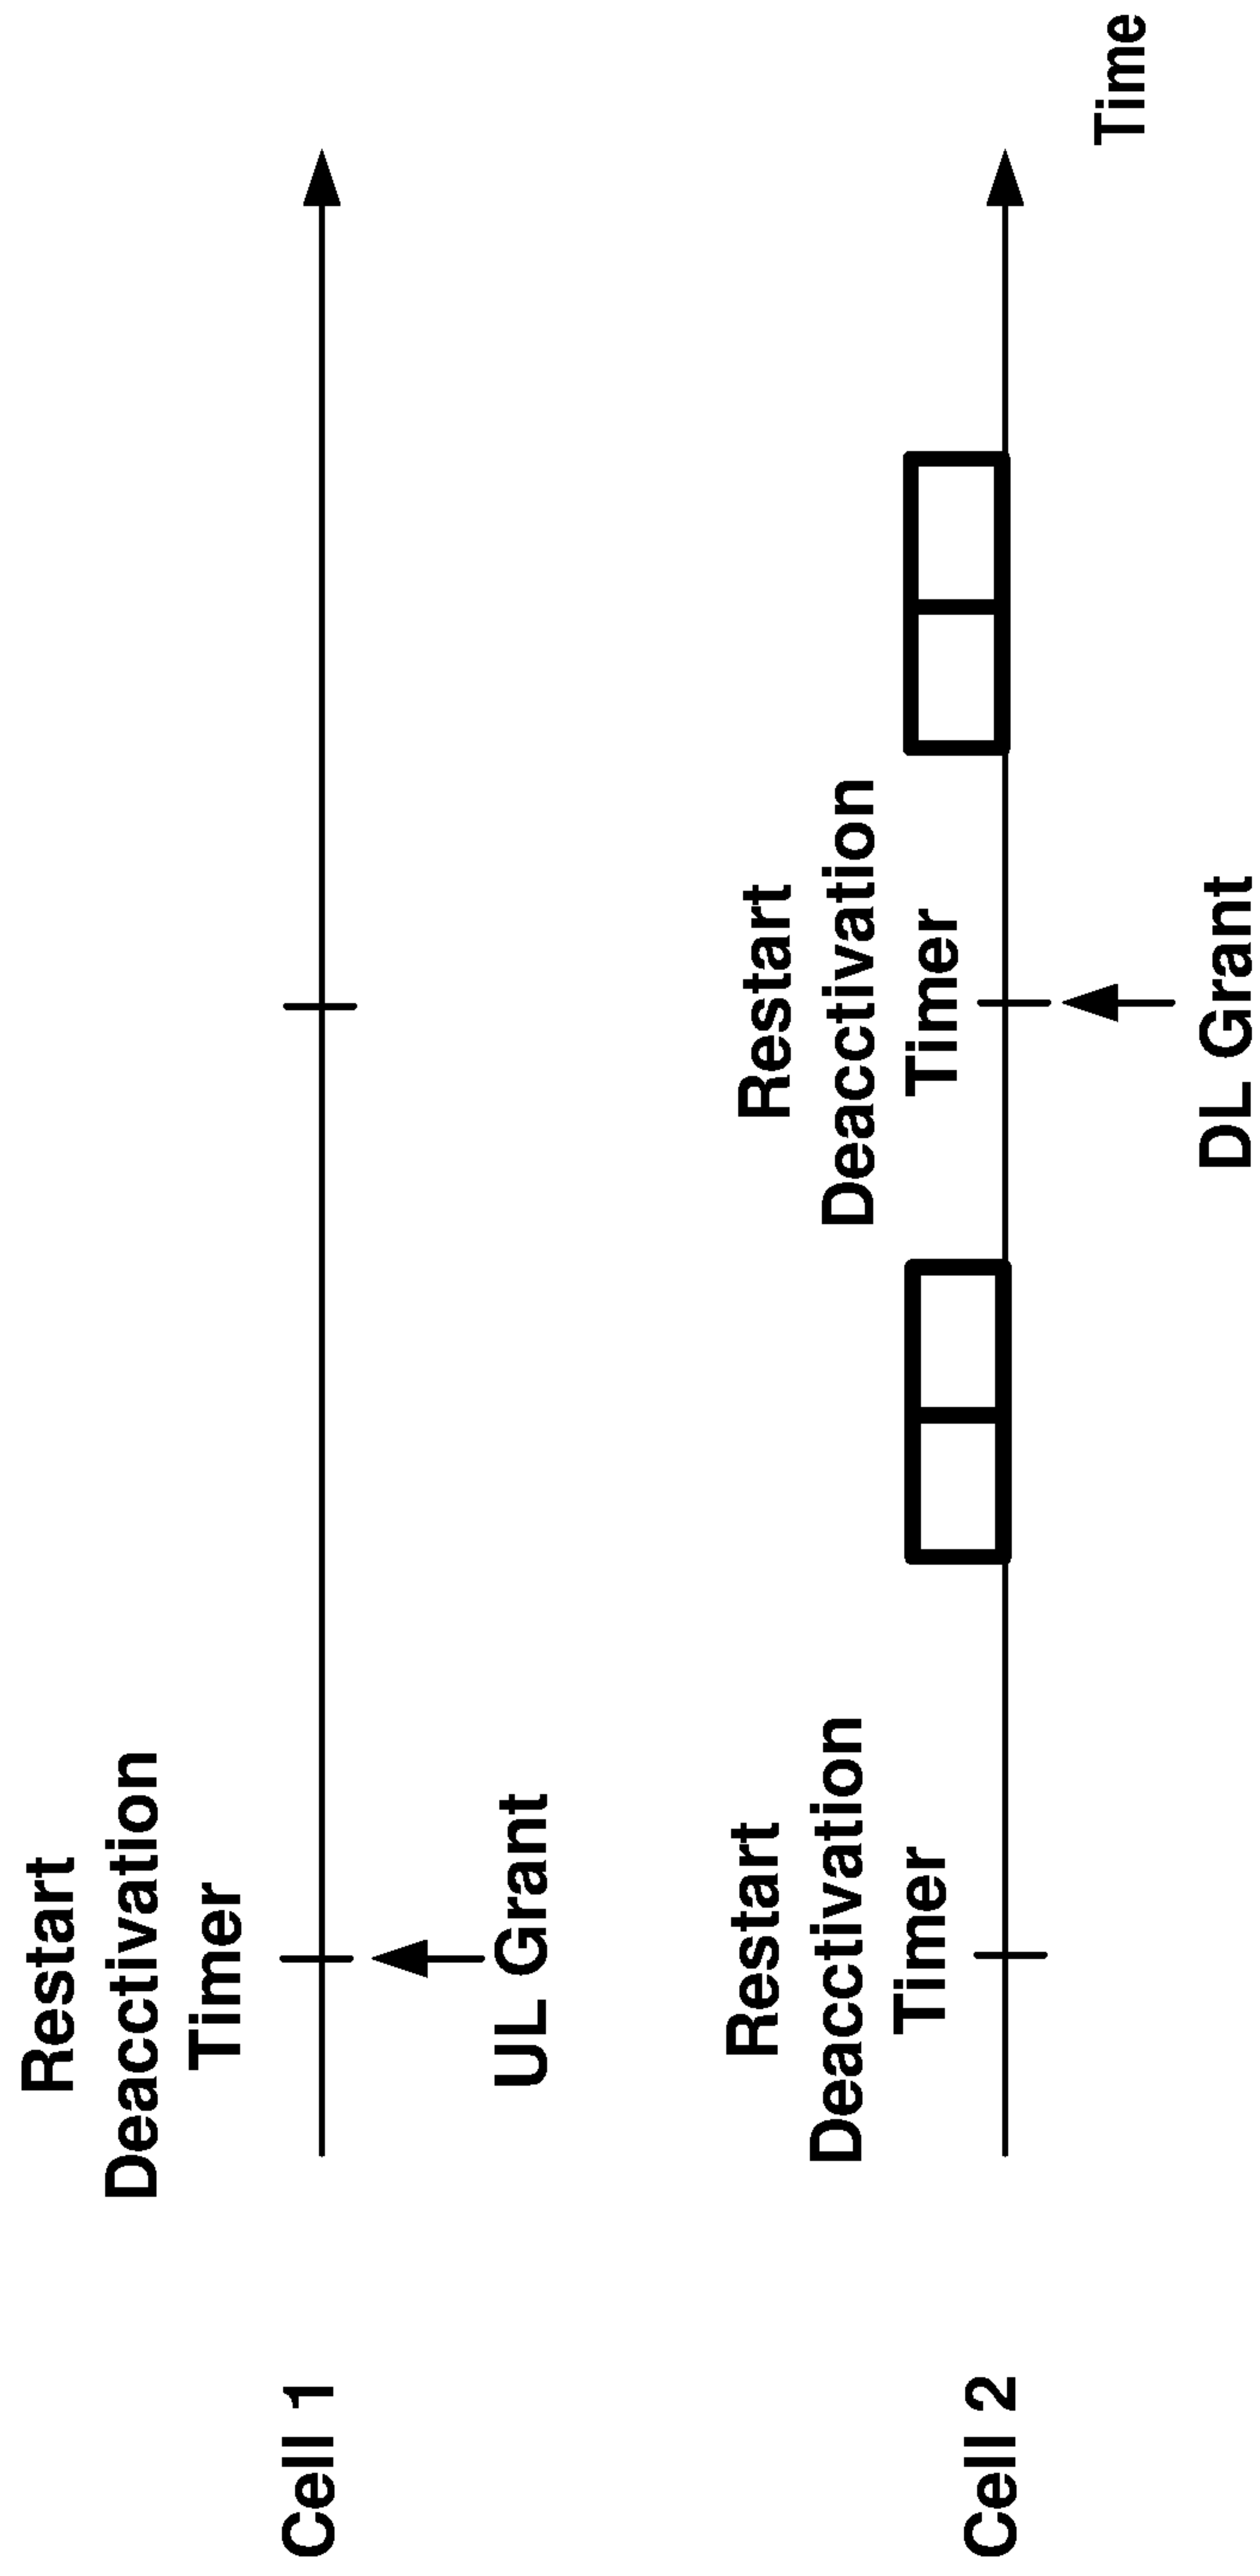 Restart
Deacctivation
Timer
Cell 1
UL Grant
Restart
Deacctivation
Timer
Restart
Deacctivation
Timer
Cell 2
DL Grant
Time